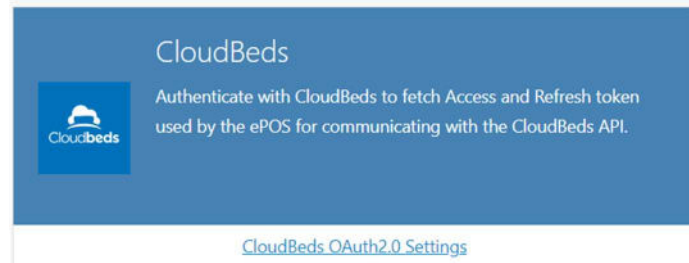 CloudBeds
Authenticate with CloudBeds to fetch Access and Refresh token
used by the ePOS for communicating with the CloudBeds API.
Cloudbeds
CloudBeds OAuth2.0 Settings